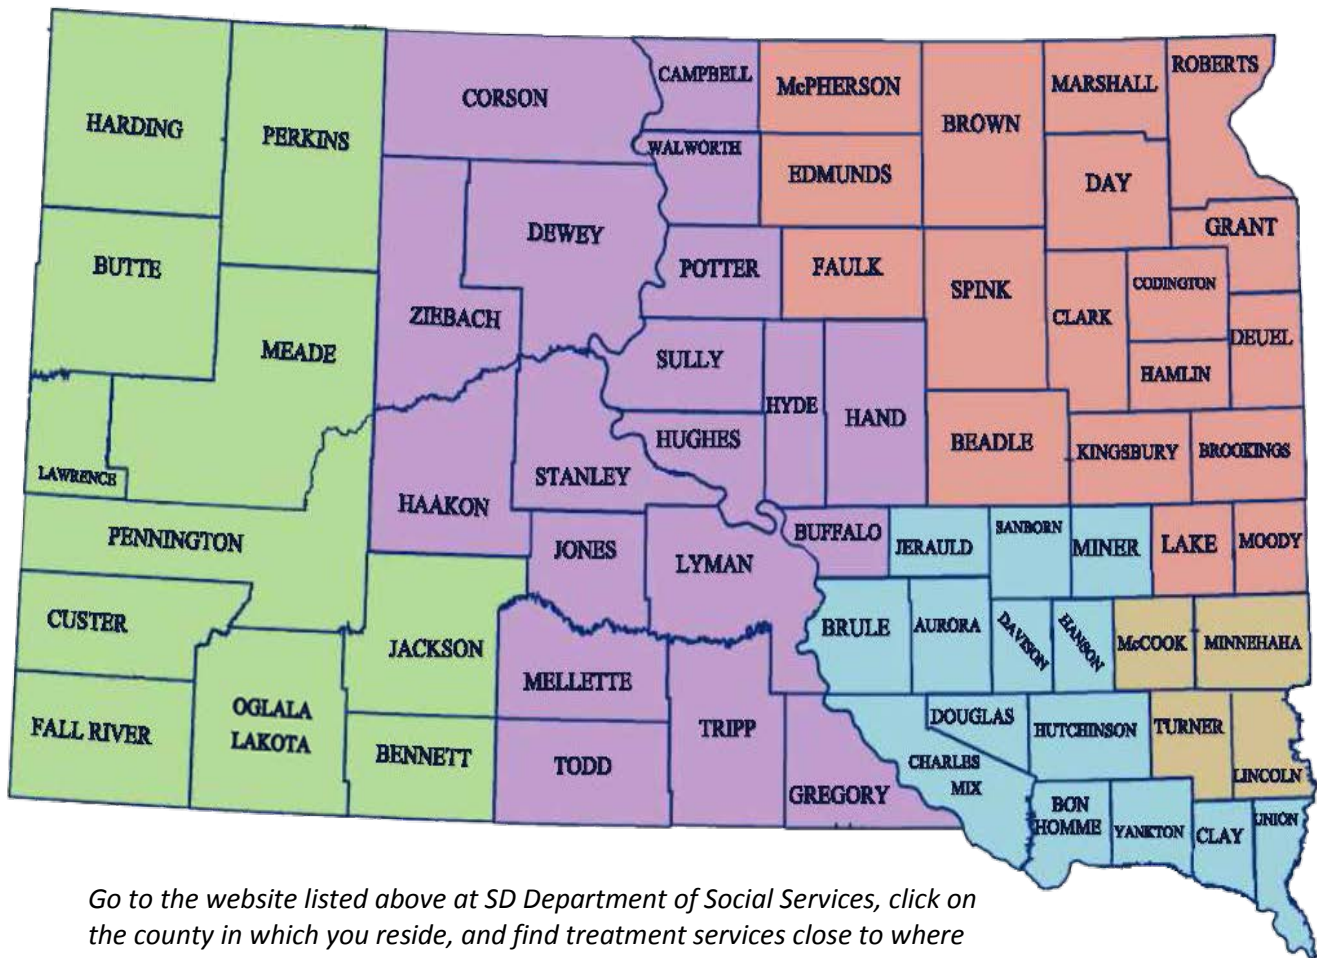 HARDING
PERKINS
CORSON
CAMPBELL
McPHERSON
BROWN
MARSHALL
ROBERTS
WALWORTH
EDMUNDS
DAY
GRANT
BUTTE
DEWEY
POTTER
FAULK
SPINK
CODINGTON
CLARK
DEUEL
ZIEBACH
MEADE
SULLY
HAMLIN
HYDE
HAND
HUGHES
BEADLE
KINGSBURY
BROOKINGS
LAWRENCE
STANLEY
HAAKON
PENNINGTON
JONES
LYMAN
BUFFALO
JERAULD
SANBORN
MINER
LAKE
MOODY
CUSTER
JACKSON
BRULE
AURORA
DAVISON
HANSON
McCOOK
MINNEHAHA
MELLETTE
OGLALA
LAKOTA
FALL RIVER
BENNETT
TODD
TRIPP
GREGORY
DOUGLAS
HUTCHINSON
TURNER
LINCOLN
CHARLES
MIX
BON
HOMME
YANKTON
CLAY
UNION
Go to the website listed above at SD Department of Social Services, click on
the county in which you reside, and find treatment services close to where